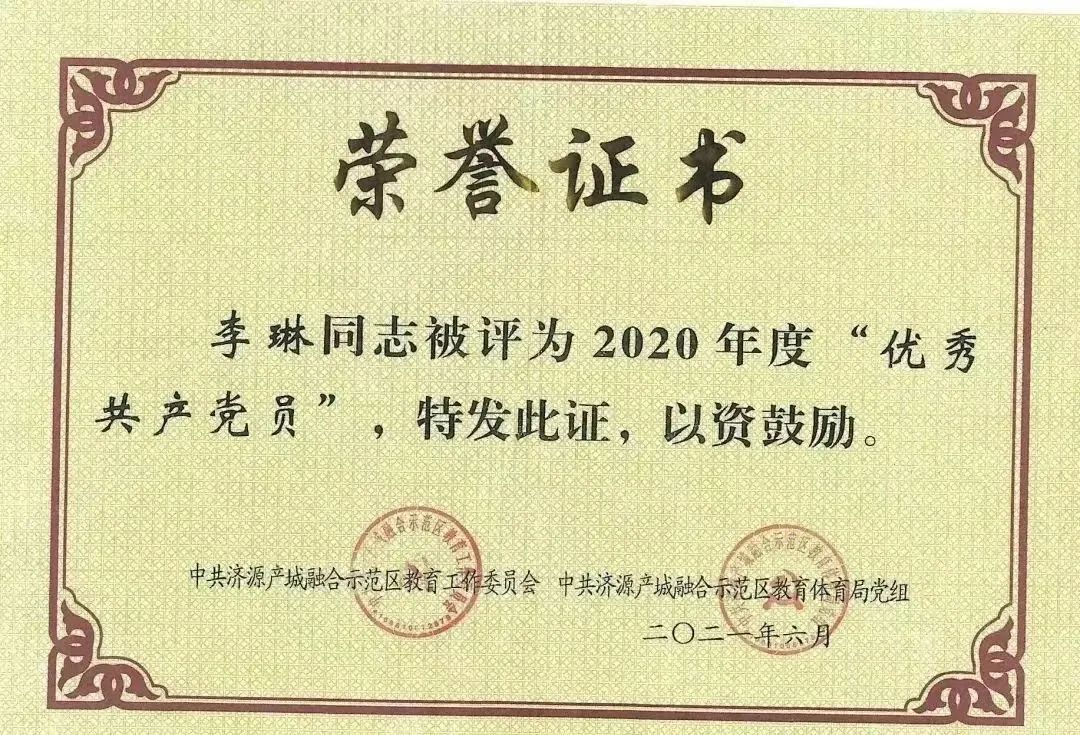 荣誉证书
李琳同志被评为2020年度“优秀
共产党员”，特发此证，以资鼓励。
中共济源产城融合示范区教育工作委员会 中共济源产城融合示范区教育体育局党组
二〇二一年六月